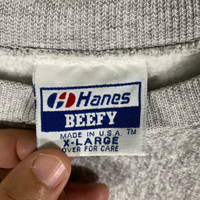 Hanes
BEEFY
MADE IN U.S.A. TM
X-LARGE
OVER FOR CARE